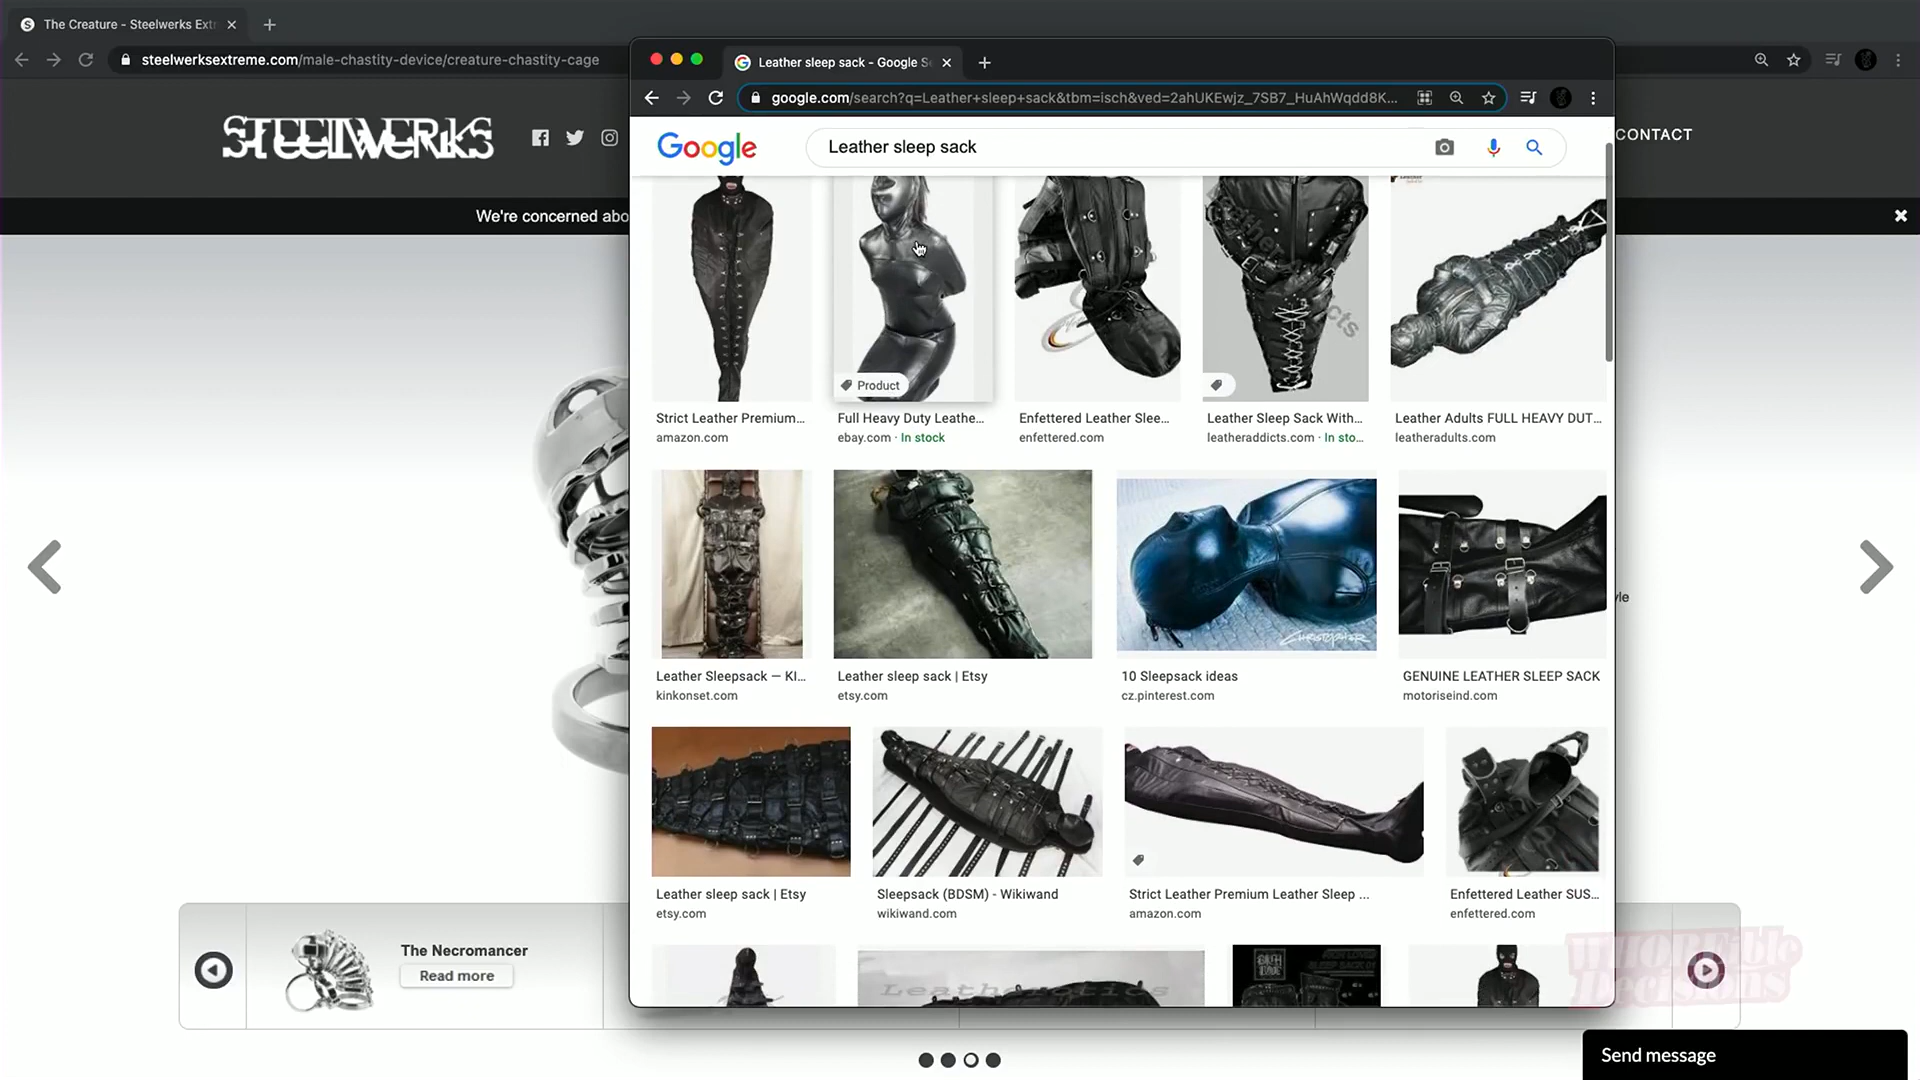 The Creature - Steelwerks Ext
steelwerksextreme.com/male-chastity-device/creature-chastity-cage
STEELWERKS
CONTACT
We're concerned abo
Leather sleep sack - Google S
google.com/search?q=Leather+sleep+sack&tbm=isch&ved=2ahUKEwjz_7SB7_HuAhWqdd8K...
Google
Leather sleep sack
Product
Strict Leather Premium...
amazon.com
Full Heavy Duty Leathe...
ebay.com · In stock
Enfettered Leather Slee...
enfettered.com
Leather Sleep Sack With...
leatheraddicts.com · In sto...
Leather Adults FULL HEAVY DUT...
leatheradults.com
CHRISTOPHER
Leather Sleepsack — KI...
kinkonset.com
Leather sleep sack | Etsy
etsy.com
10 Sleepsack ideas
cz.pinterest.com
GENUINE LEATHER SLEEP SACK
motoriseind.com
yle
Leather sleep sack | Etsy
etsy.com
Sleepsack (BDSM) - Wikiwand
wikiwand.com
Strict Leather Premium Leather Sleep ...
amazon.com
Enfettered Leather SUS...
enfettered.com
The Necromancer
Read more
WHOREible
Decisions
Send message